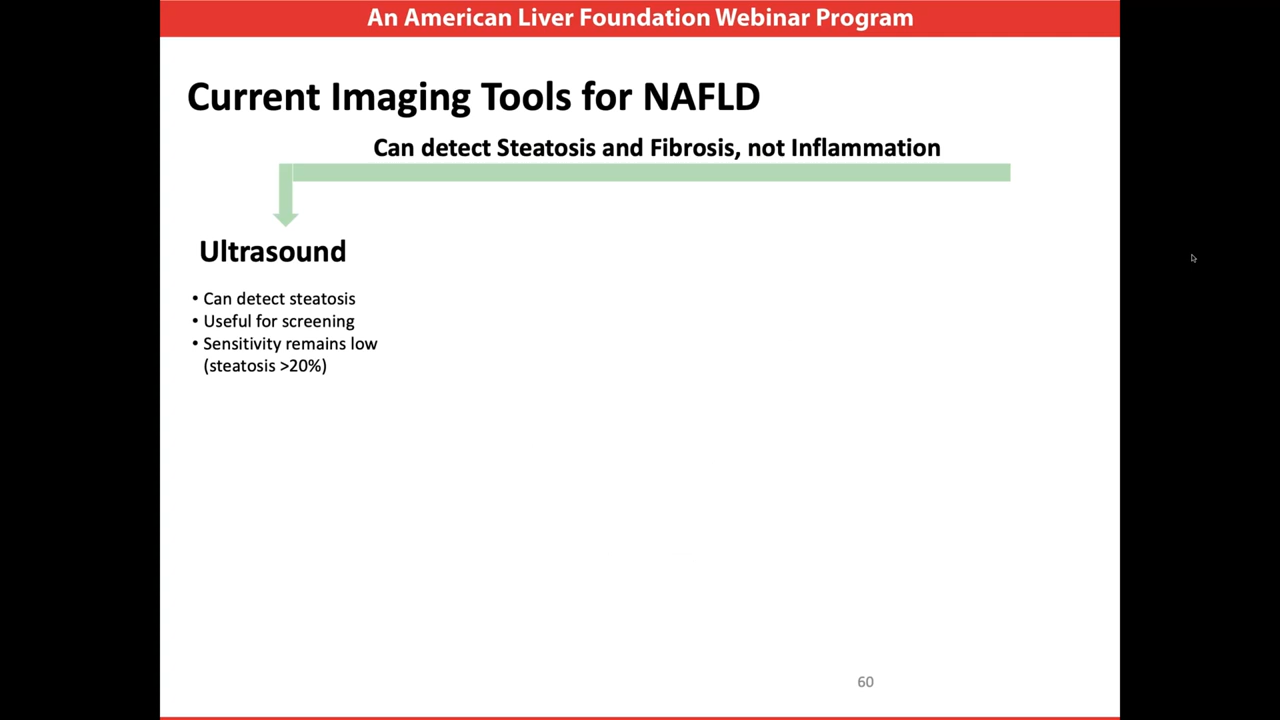 An American Liver Foundation Webinar Program
Current Imaging Tools for NAFLD
Can detect Steatosis and Fibrosis, not Inflammation
Ultrasound
• Can detect steatosis
• Useful for screening
• Sensitivity remains low
(steatosis >20%)
60